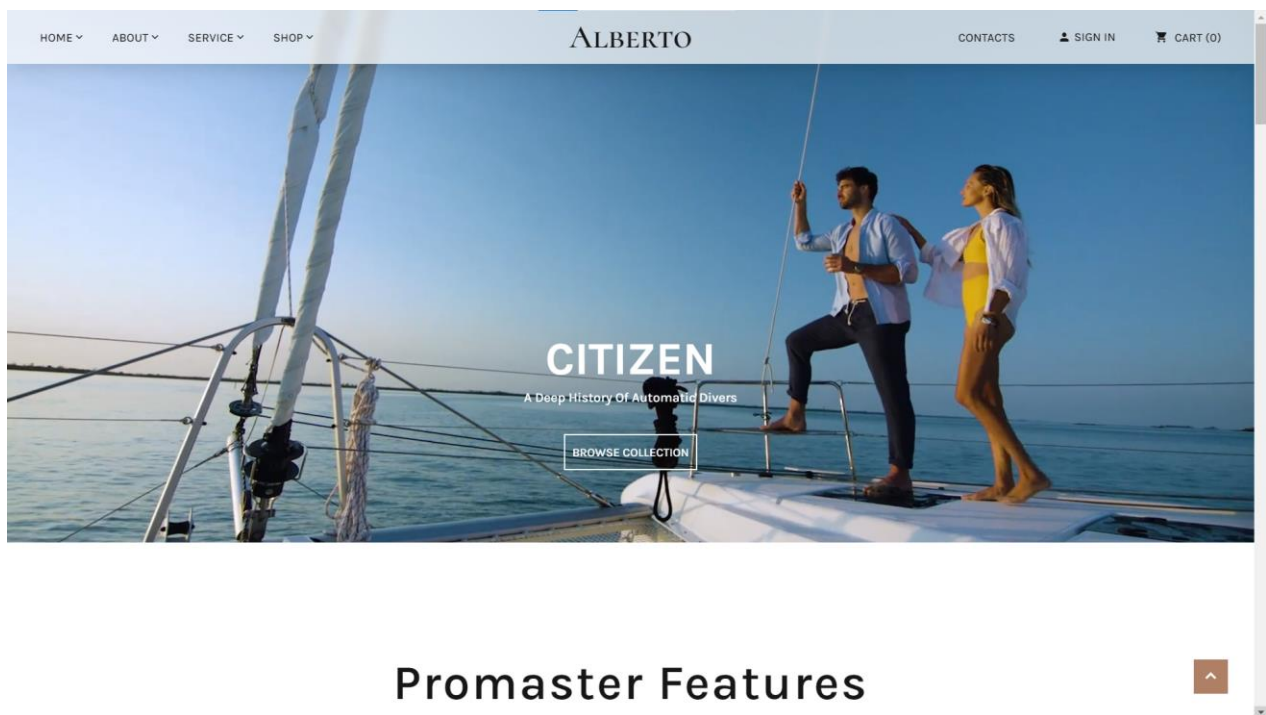 HOME ABOUT SERVICE SHOP ALBERTO CONTACTS SIGN IN CART (0)
CITIZEN
A Deep History Of Automatic Divers
BROWSE COLLECTION
Promaster Features